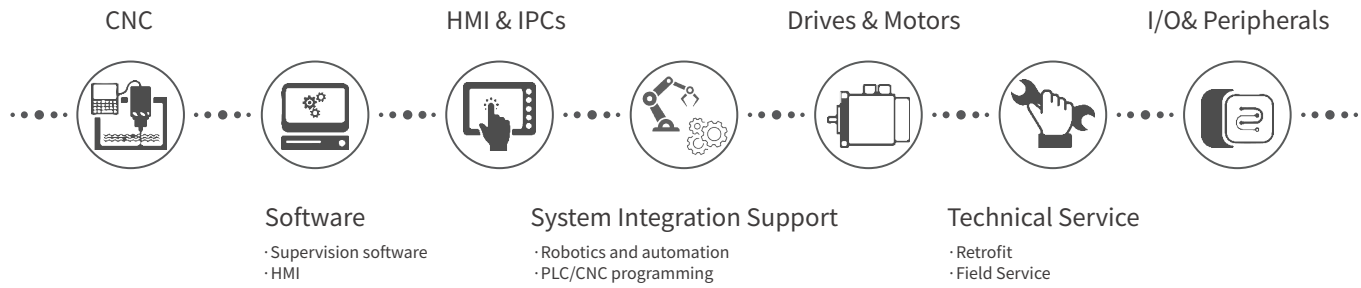 CNC
HMI & IPCs
Drives & Motors
I/O& Peripherals
Software
·Supervision software
·HMI
System Integration Support
·Robotics and automation
·PLC/CNC programming
Technical Service
·Retrofit
·Field Service